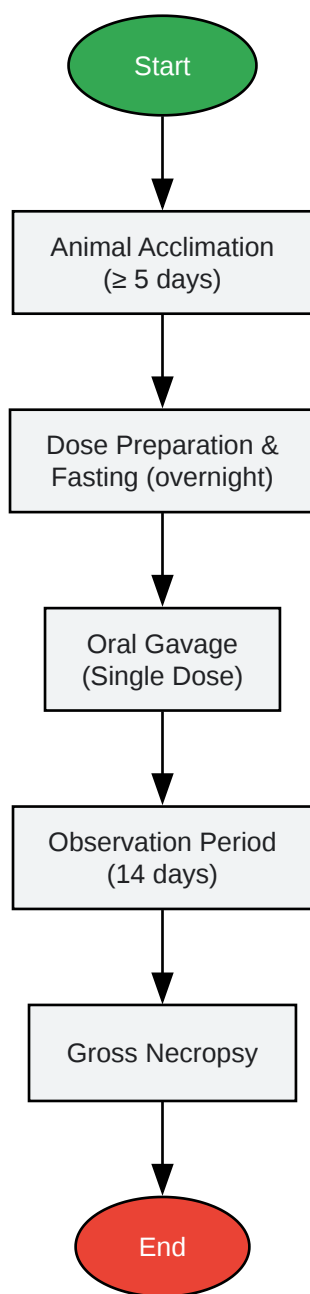 Start
Animal Acclimation
(≥ 5 days)
Dose Preparation &
Fasting (overnight)
Oral Gavage
(Single Dose)
Observation Period
(14 days)
Gross Necropsy
End